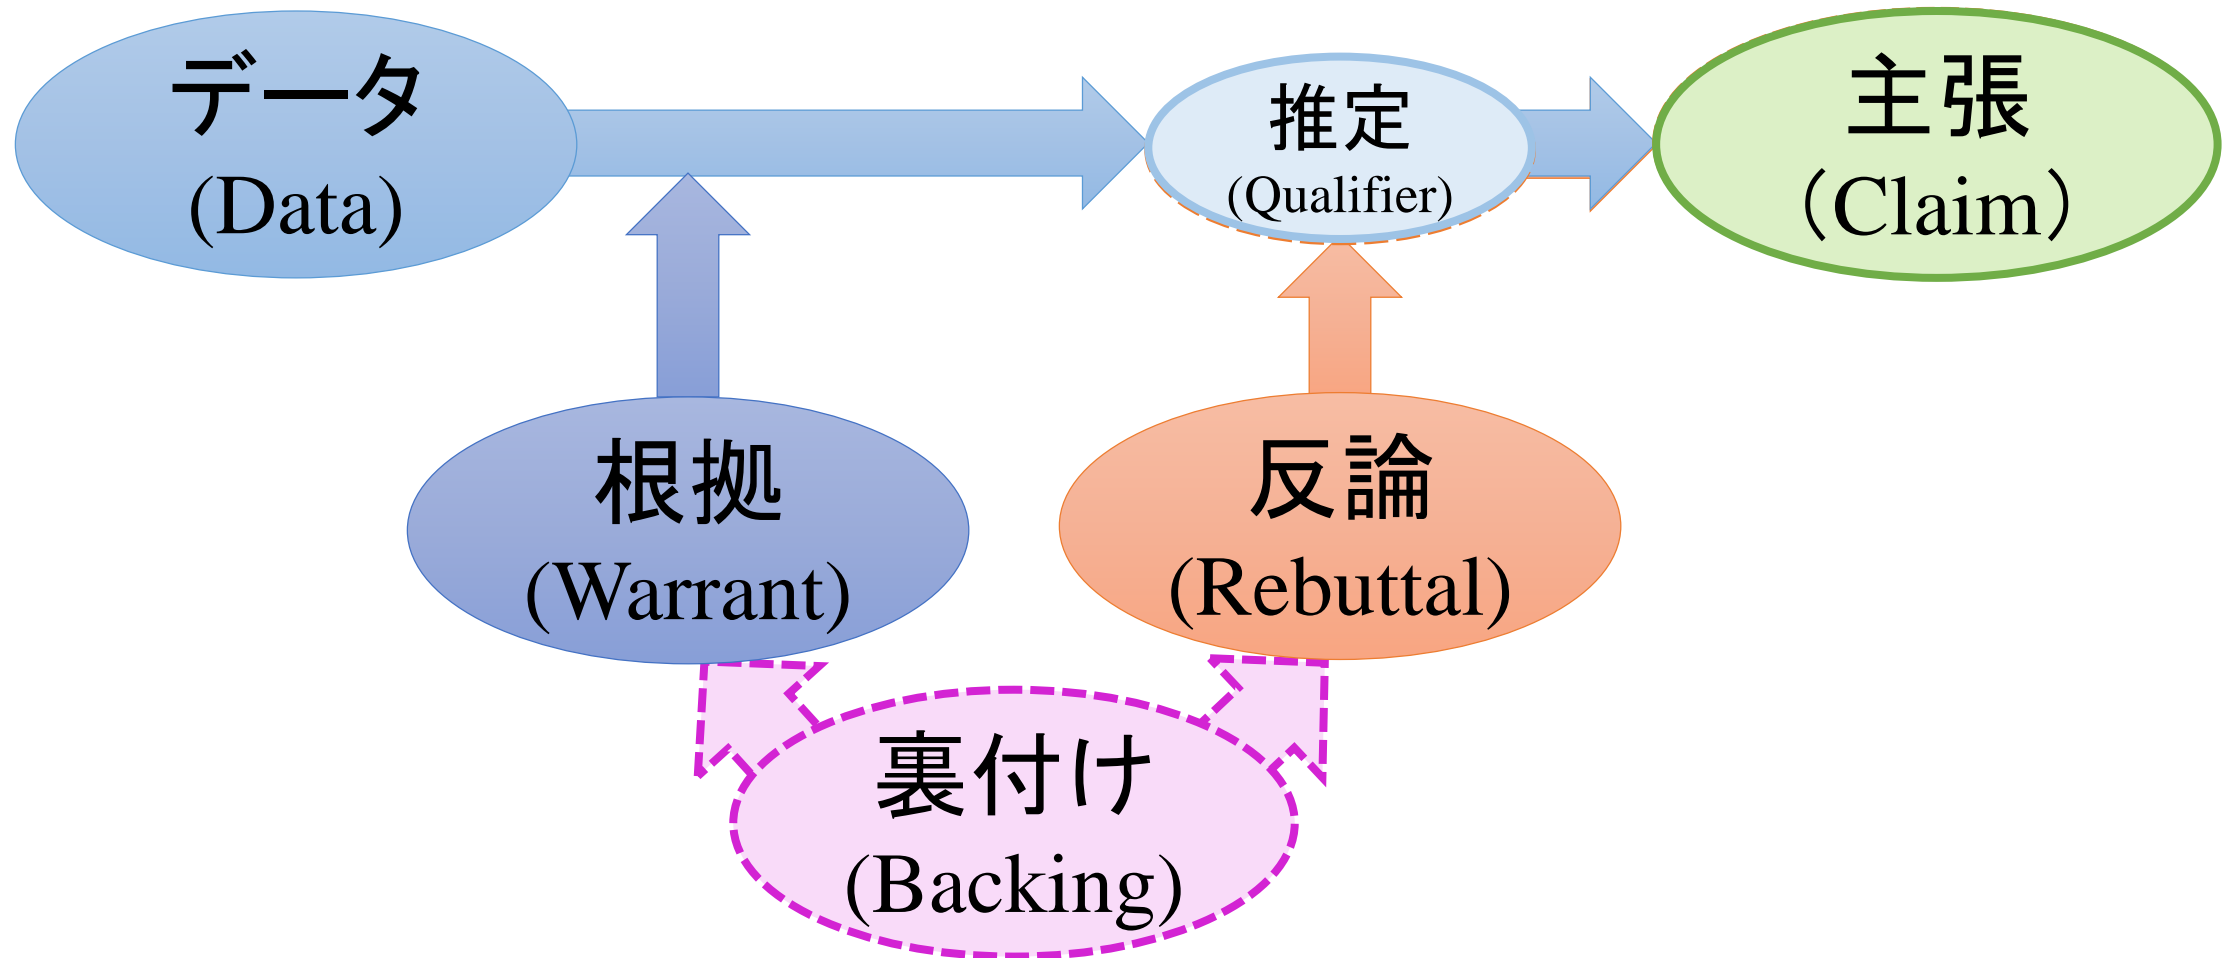 データ
(Data)
推定
(Qualifier)
主張
（Claim）
根拠
(Warrant)
反論
(Rebuttal)
裏付け
(Backing)